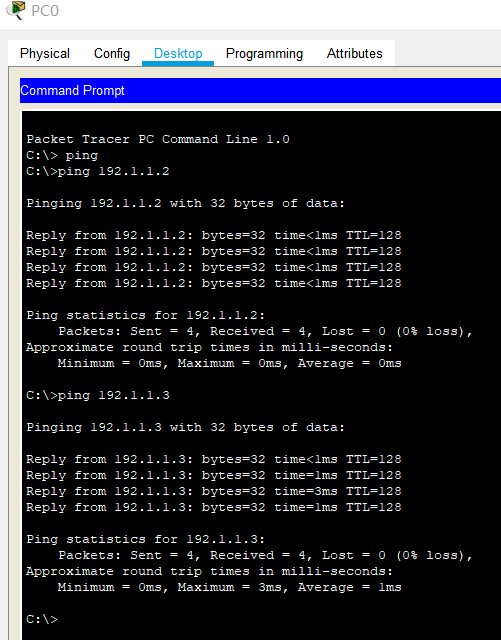 PC0
Physical Config Desktop Programming Attributes
Command Prompt
Packet Tracer PC Command Line 1.0
C:\> ping
C:\>ping 192.1.1.2
Pinging 192.1.1.2 with 32 bytes of data:
Reply from 192.1.1.2: bytes=32 time<1ms TTL=128
Reply from 192.1.1.2: bytes=32 time<1ms TTL=128
Reply from 192.1.1.2: bytes=32 time<1ms TTL=128
Reply from 192.1.1.2: bytes=32 time<1ms TTL=128
Ping statistics for 192.1.1.2:
Packets: Sent = 4, Received = 4, Lost = 0 (0% loss),
Approximate round trip times in milli-seconds:
Minimum = 0ms, Maximum = 0ms, Average = 0ms
C:\>ping 192.1.1.3
Pinging 192.1.1.3 with 32 bytes of data:
Reply from 192.1.1.3: bytes=32 time<1ms TTL=128
Reply from 192.1.1.3: bytes=32 time=1ms TTL=128
Reply from 192.1.1.3: bytes=32 time=3ms TTL=128
Reply from 192.1.1.3: bytes=32 time=1ms TTL=128
Ping statistics for 192.1.1.3:
Packets: Sent = 4, Received = 4, Lost = 0 (0% loss),
Approximate round trip times in milli-seconds:
Minimum = 0ms, Maximum = 3ms, Average = 1ms
C:\>